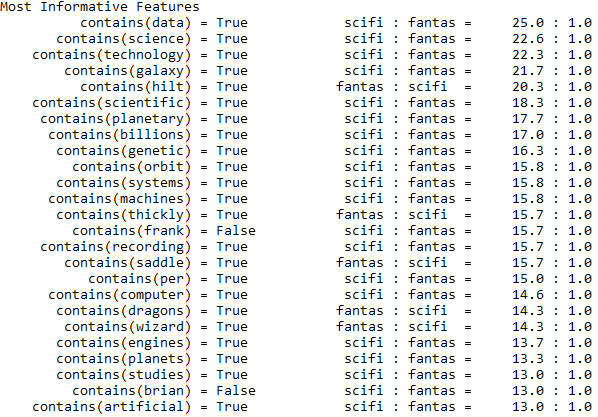 Most Informative Features
contains(data) = True scifi : fantas = 25.0 : 1.0
contains(science) = True scifi : fantas = 22.6 : 1.0
contains(technology) = True scifi : fantas = 22.3 : 1.0
contains(galaxy) = True scifi : fantas = 21.7 : 1.0
contains(hilt) = True fantas : scifi = 20.3 : 1.0
contains(scientific) = True scifi : fantas = 18.3 : 1.0
contains(planetary) = True scifi : fantas = 17.7 : 1.0
contains(billions) = True scifi : fantas = 17.0 : 1.0
contains(genetic) = True scifi : fantas = 16.3 : 1.0
contains(orbit) = True scifi : fantas = 15.8 : 1.0
contains(systems) = True scifi : fantas = 15.8 : 1.0
contains(machines) = True scifi : fantas = 15.8 : 1.0
contains(thickly) = True fantas : scifi = 15.7 : 1.0
contains(frank) = False scifi : fantas = 15.7 : 1.0
contains(recording) = True scifi : fantas = 15.7 : 1.0
contains(saddle) = True fantas : scifi = 15.7 : 1.0
contains(per) = True scifi : fantas = 15.0 : 1.0
contains(computer) = True scifi : fantas = 14.6 : 1.0
contains(dragons) = True fantas : scifi = 14.3 : 1.0
contains(wizard) = True fantas : scifi = 14.3 : 1.0
contains(engines) = True scifi : fantas = 13.7 : 1.0
contains(planets) = True scifi : fantas = 13.3 : 1.0
contains(studies) = True scifi : fantas = 13.0 : 1.0
contains(brian) = False scifi : fantas = 13.0 : 1.0
contains(artificial) = True scifi : fantas = 13.0 : 1.0